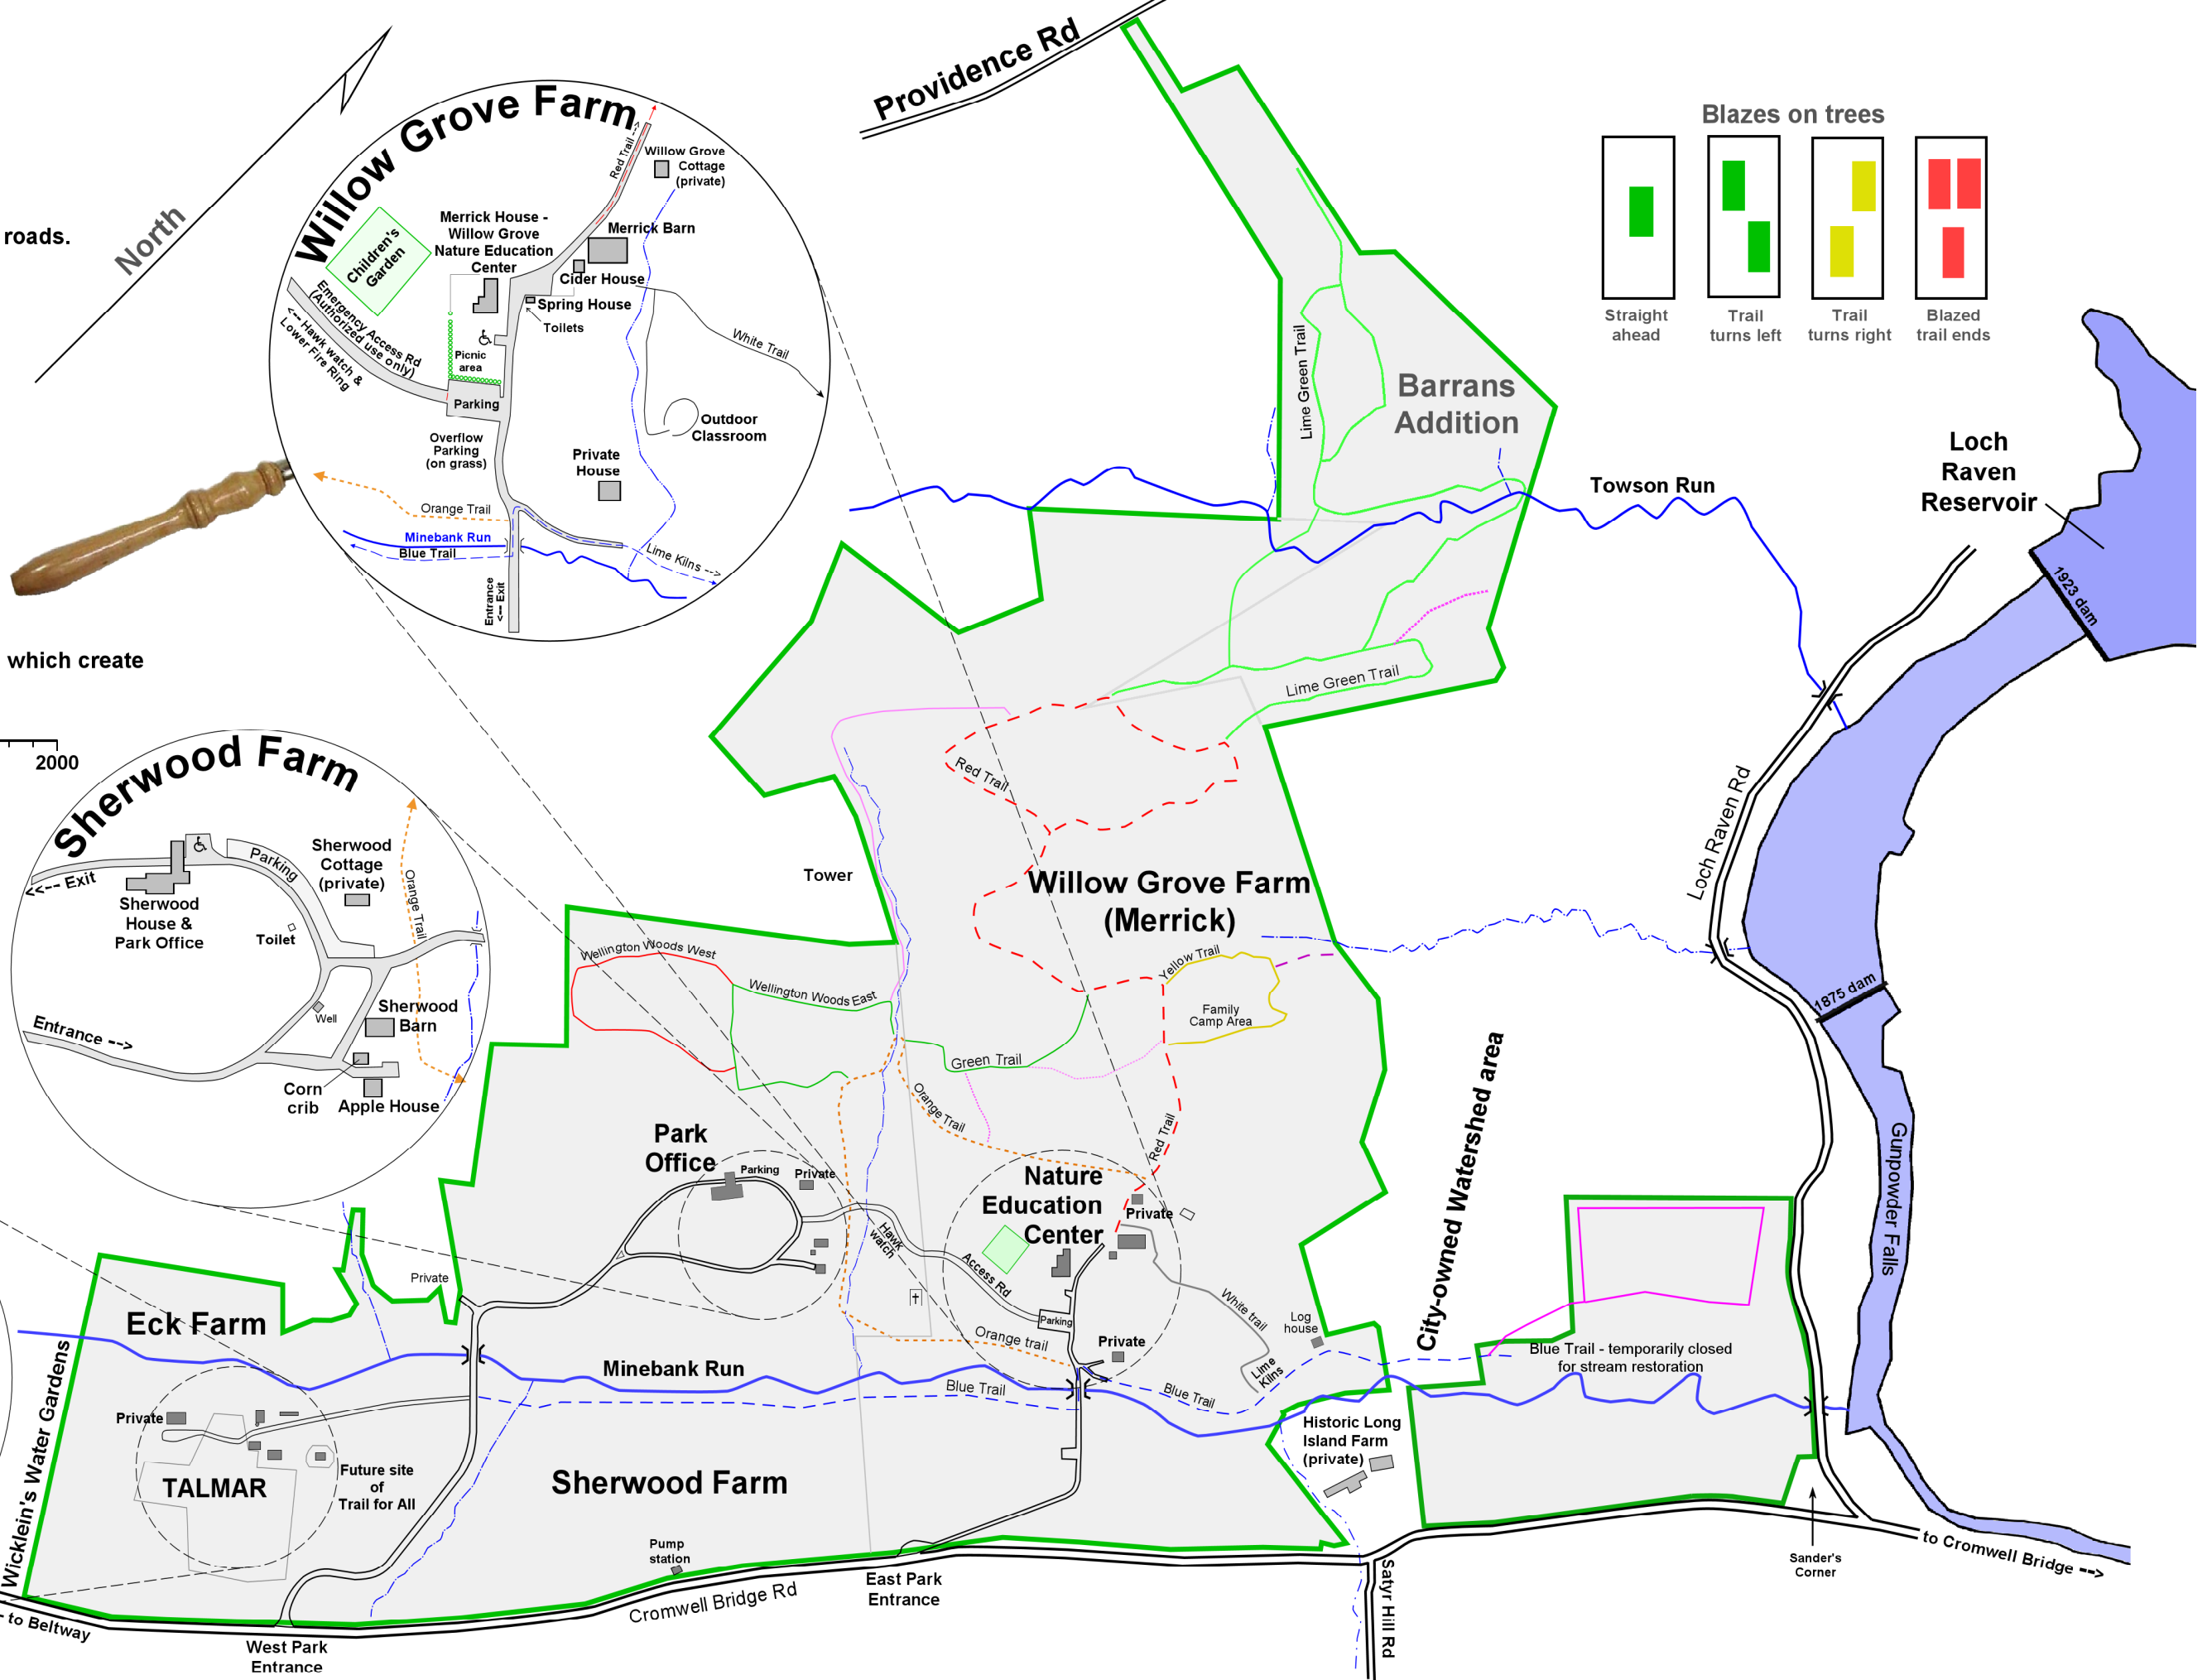 Providence Rd
Blazes on trees
Straight
ahead
Trail
turns left
Trail
turns right
Blazed
trail ends
North
roads.
which create
2000
Willow Grove Farm
Red Trail -->
Willow Grove
Cottage
(private)
Merrick House -
Willow Grove
Nature Education
Center
Merrick Barn
Children's
Garden
Cider House
Spring House
Toilets
Emergency Access Rd
(Authorized use only)
<-- Hawk watch &
Lower Fire Ring
Picnic
area
Parking
White Trail
Overflow
Parking
(on grass)
Outdoor
Classroom
Private
House
Orange Trail
Minebank Run
Blue Trail
Lime Kilns -->
Entrance
<-- Exit
Lime Green Trail
Barrans
Addition
Towson Run
Loch
Raven
Reservoir
1923 dam
Lime Green Trail
Red Trail
Loch Raven Rd
Tower
Willow Grove Farm
(Merrick)
Sherwood Farm
Parking
<<-- Exit
Sherwood
Cottage
(private)
Sherwood
House &
Park Office
Toilet
Orange Trail
Well
Sherwood
Barn
Entrance -->
Corn
crib
Apple House
Wellington Woods West
Wellington Woods East
Yellow Trail
Family
Camp Area
1875 dam
Green Trail
Orange Trail
Red Trail
City-owned Watershed area
Gunpowder Falls
Park
Office
Parking
Private
Nature
Education
Center
Private
Hawk
watch
Access Rd
Parking
White trail
Log
house
Private
Eck Farm
Minebank Run
Orange trail
Private
Lime
Kilns
Blue Trail
Blue Trail
Blue Trail - temporarily closed
for stream restoration
Wicklein's Water Gardens
Private
TALMAR
Future site
of
Trail for All
Sherwood Farm
Historic Long
Island Farm
(private)
Pump
station
Cromwell Bridge Rd
East Park
Entrance
Satyr Hill Rd
Sander's
Corner
to Cromwell Bridge -->
- to Beltway
West Park
Entrance